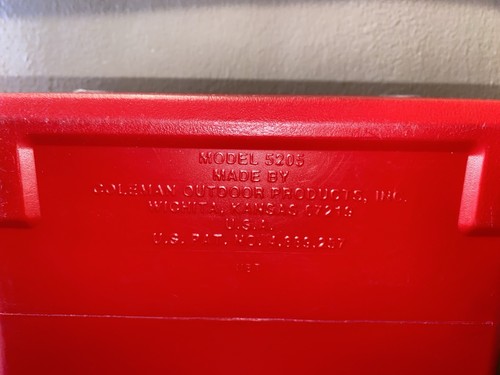 MODEL 5205
MADE BY
COLEMAN OUTDOOR PRODUCTS, INC.
WICHITA, KANSAS 67219
U.S.A.
U.S. PAT. NO.